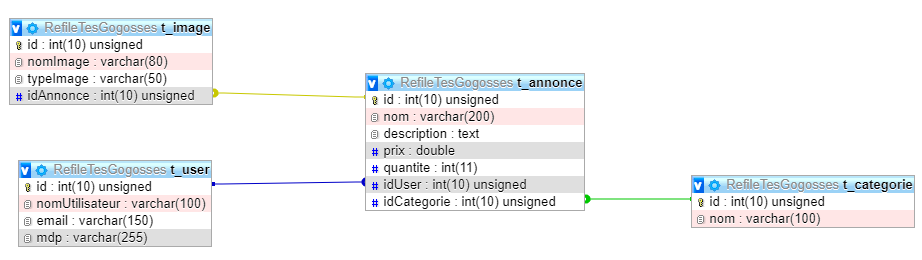 RefileTesGogosses t_image
id : int(10) unsigned
nomImage : varchar(80)
typeImage : varchar(50)
# idAnnonce : int(10) unsigned
RefileTesGogosses t_annonce
id : int(10) unsigned
nom : varchar(200)
description : text
# prix : double
# quantite : int(11)
# idUser : int(10) unsigned
# idCategorie : int(10) unsigned
RefileTesGogosses t_user
id : int(10) unsigned
nomUtilisateur : varchar(100)
email : varchar(150)
mdp : varchar(255)
RefileTesGogosses t_categorie
id : int(10) unsigned
nom : varchar(100)